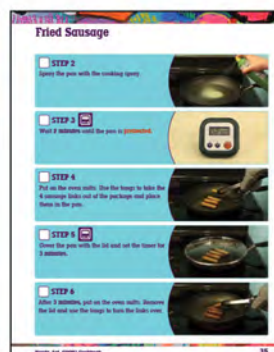 Fried Sausage
STEP 2
Spray the pan with the cooking spray.
STEP 3
Wait 2 minutes until the pan is preheated.
STEP 4
Put on the oven mitts. Use the tongs to take the
4 sausage links out of the package and place
them in the pan.
STEP 5
Cover the pan with the lid and set the timer for
3 minutes.
STEP 6
After 3 minutes, put on the oven mitts. Remove
the lid and use the tongs to turn the links over.